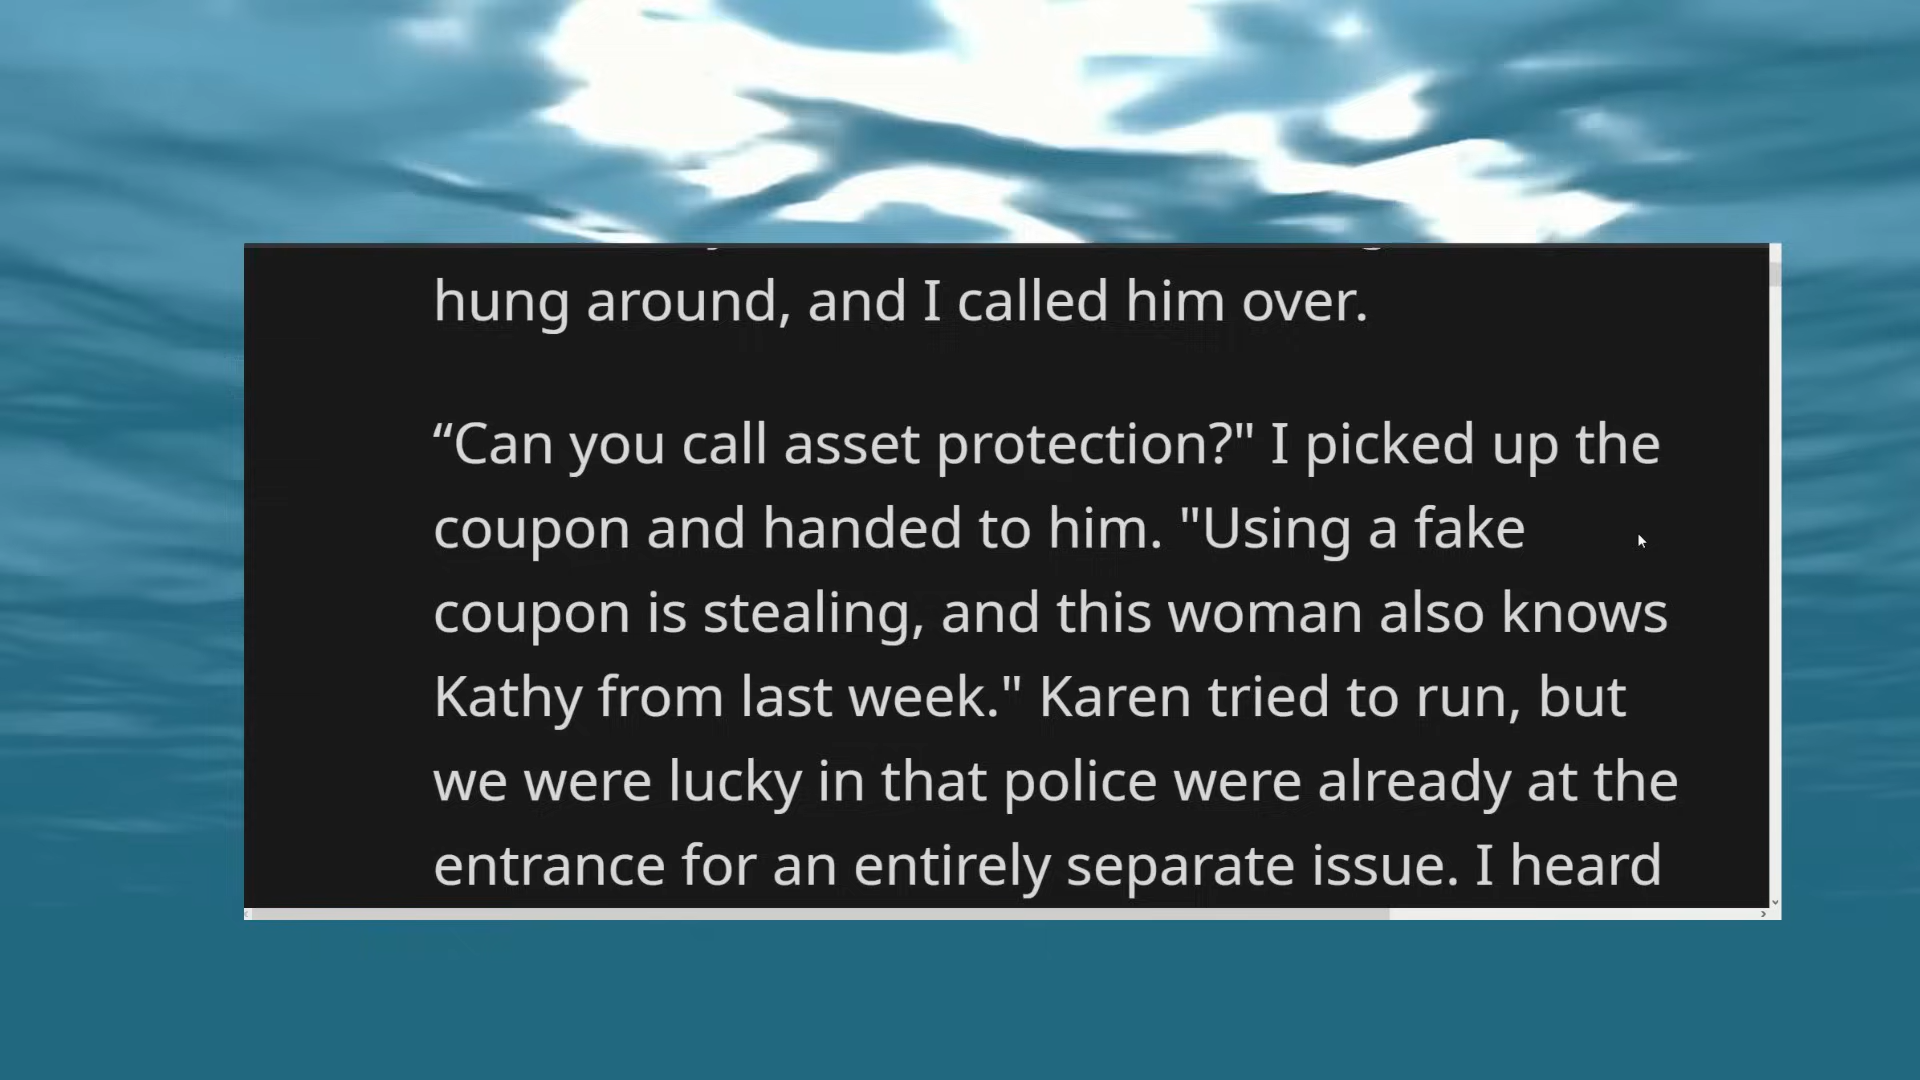 hung around, and I called him over.
“Can you call asset protection?" I picked up the
coupon and handed to him. "Using a fake
coupon is stealing, and this woman also knows
Kathy from last week." Karen tried to run, but
we were lucky in that police were already at the
entrance for an entirely separate issue. I heard